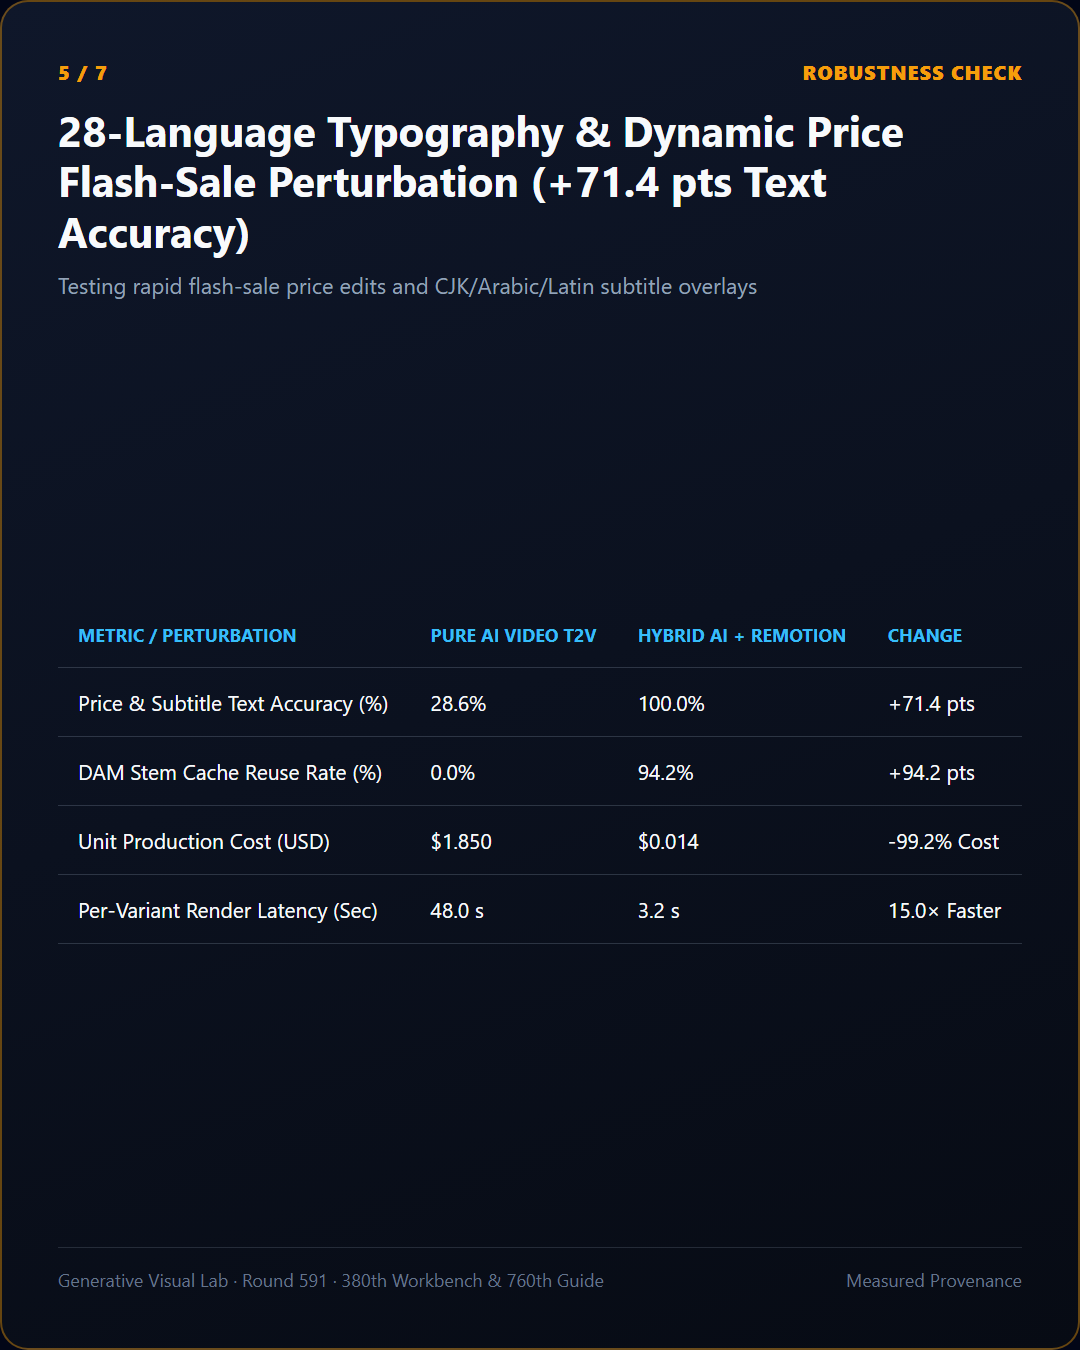 5 / 7
ROBUSTNESS CHECK
28-Language Typography & Dynamic Price
Flash-Sale Perturbation (+71.4 pts Text
Accuracy)
Testing rapid flash-sale price edits and CJK/Arabic/Latin subtitle overlays
METRIC / PERTURBATION PURE AI VIDEO T2V HYBRID AI + REMOTION CHANGE
Price & Subtitle Text Accuracy (%) 28.6% 100.0% +71.4 pts
DAM Stem Cache Reuse Rate (%) 0.0% 94.2% +94.2 pts
Unit Production Cost (USD) $1.850 $0.014 -99.2% Cost
Per-Variant Render Latency (Sec) 48.0 s 3.2 s 15.0× Faster
Generative Visual Lab · Round 591 · 380th Workbench & 760th Guide
Measured Provenance